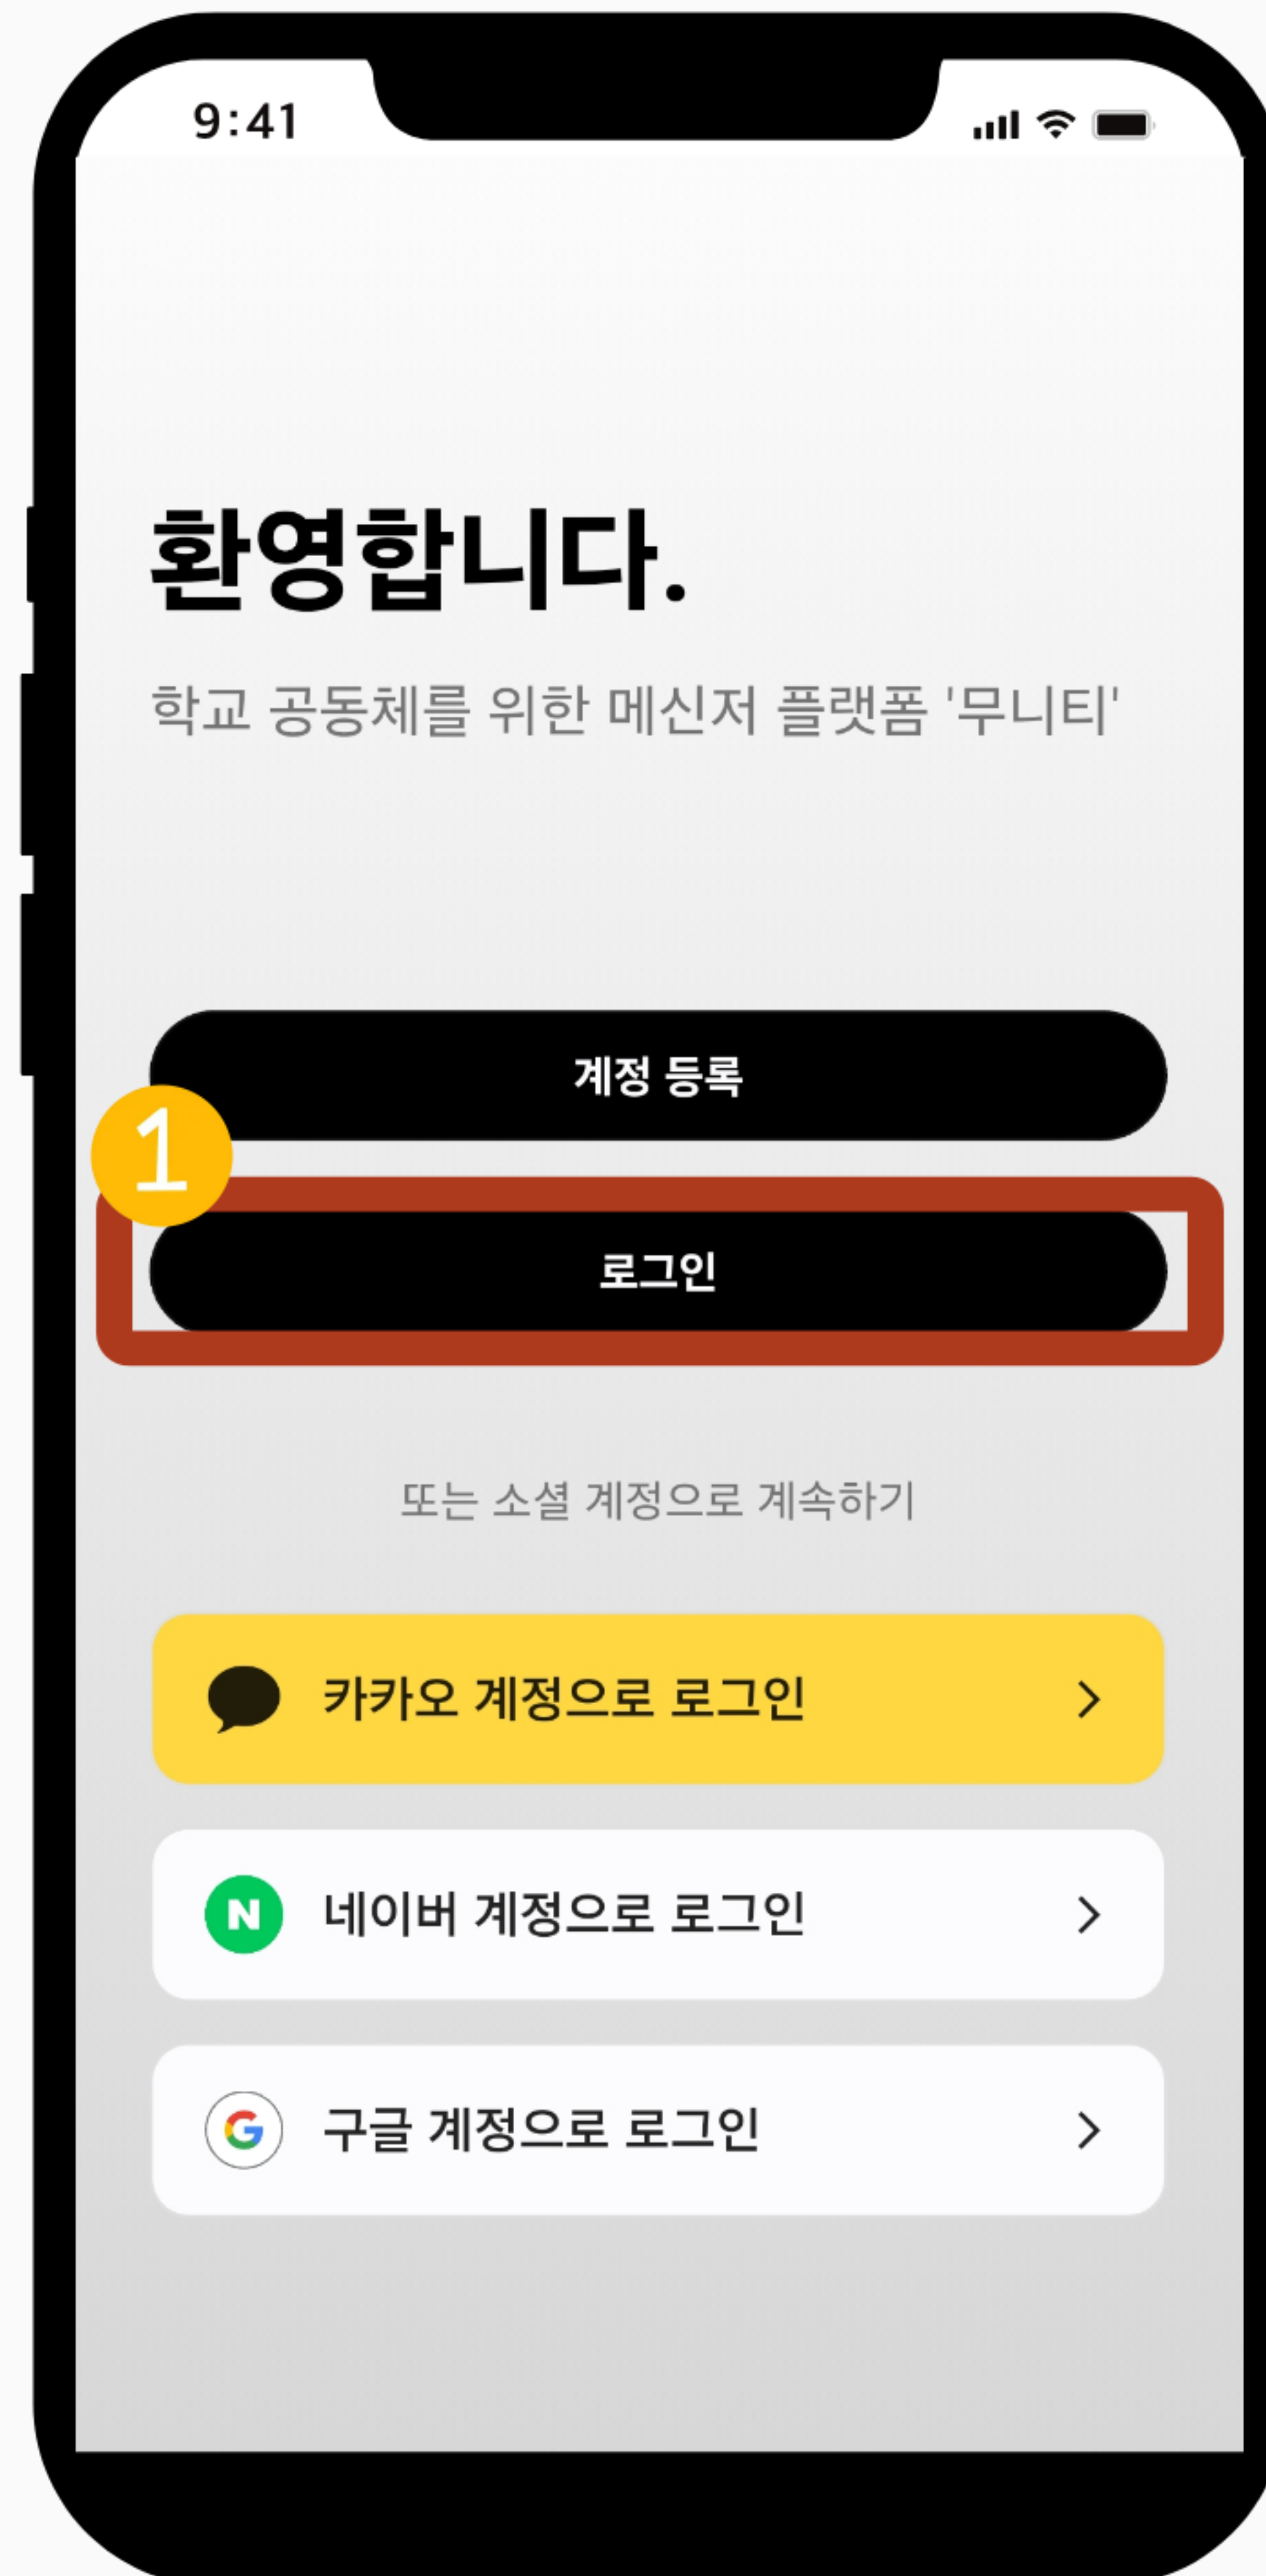 9:41
환영합니다.
학교 공동체를 위한 메신저 플랫폼 '무니티'
계정 등록
1
로그인
또는 소셜 계정으로 계속하기
카카오 계정으로 로그인
N 네이버 계정으로 로그인
G 구글 계정으로 로그인